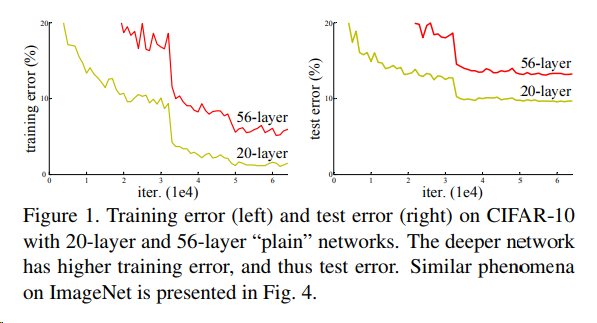 20
10
0
training error (%)
0 1 2 3 4 5 6
iter. (1e4)
56-layer
20-layer
20
10
0
test error (%)
0 1 2 3 4 5 6
iter. (1e4)
56-layer
20-layer
Figure 1. Training error (left) and test error (right) on CIFAR-10
with 20-layer and 56-layer “plain” networks. The deeper network
has higher training error, and thus test error. Similar phenomena
on ImageNet is presented in Fig. 4.